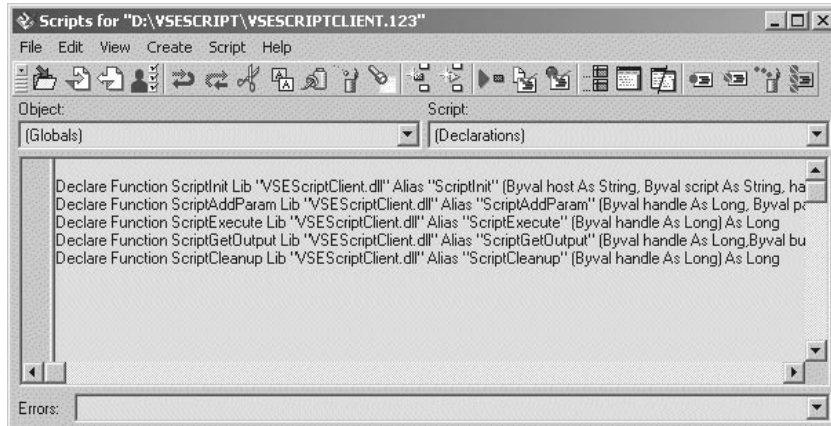 Scripts for "D:\VSESCRIPT\VSESCRIPTCLIENT.123"
File Edit View Create Script Help
Object: Script:
(Globals) (Declarations)
Declare Function ScriptInit Lib "VSEScriptClient.dll" Alias "ScriptInit" (Byval host As String, Byval script As String, ha
Declare Function ScriptAddParam Lib "VSEScriptClient.dll" Alias "ScriptAddParam" (Byval handle As Long, Byval pa
Declare Function ScriptExecute Lib "VSEScriptClient.dll" Alias "ScriptExecute" (Byval handle As Long) As Long
Declare Function ScriptGetOutput Lib "VSEScriptClient.dll" Alias "ScriptGetOutput" (Byval handle As Long,Byval bu
Declare Function ScriptCleanup Lib "VSEScriptClient.dll" Alias "ScriptCleanup" (Byval handle As Long) As Long
Errors: